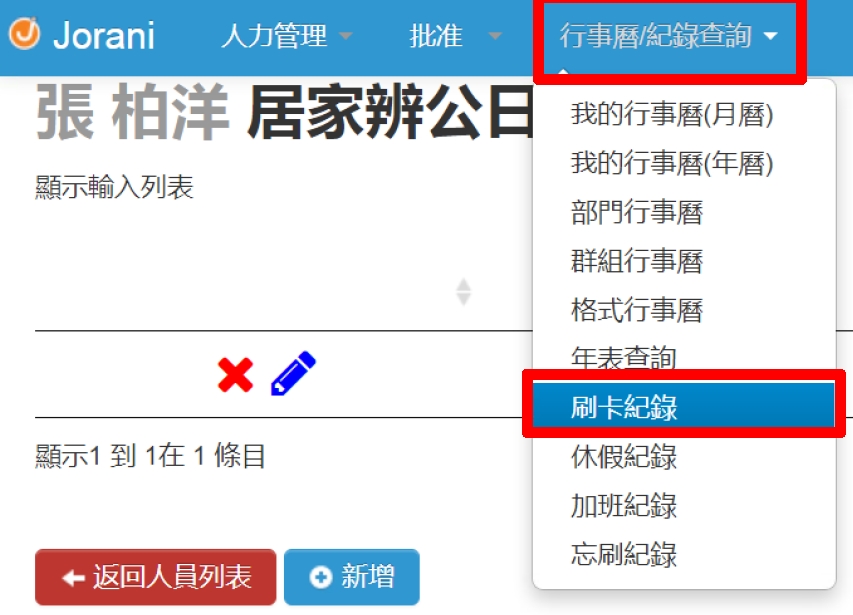 Jorani 人力管理 批准 行事曆/紀錄查詢
張 柏洋 居家辨公日
顯示輸入列表
我的行事曆(月曆)
我的行事曆(年曆)
部門行事曆
群組行事曆
格式行事曆
年表查詢
刷卡紀錄
休假紀錄
加班紀錄
忘刷紀錄
顯示1 到 1在 1 條目
返回人員列表 新增